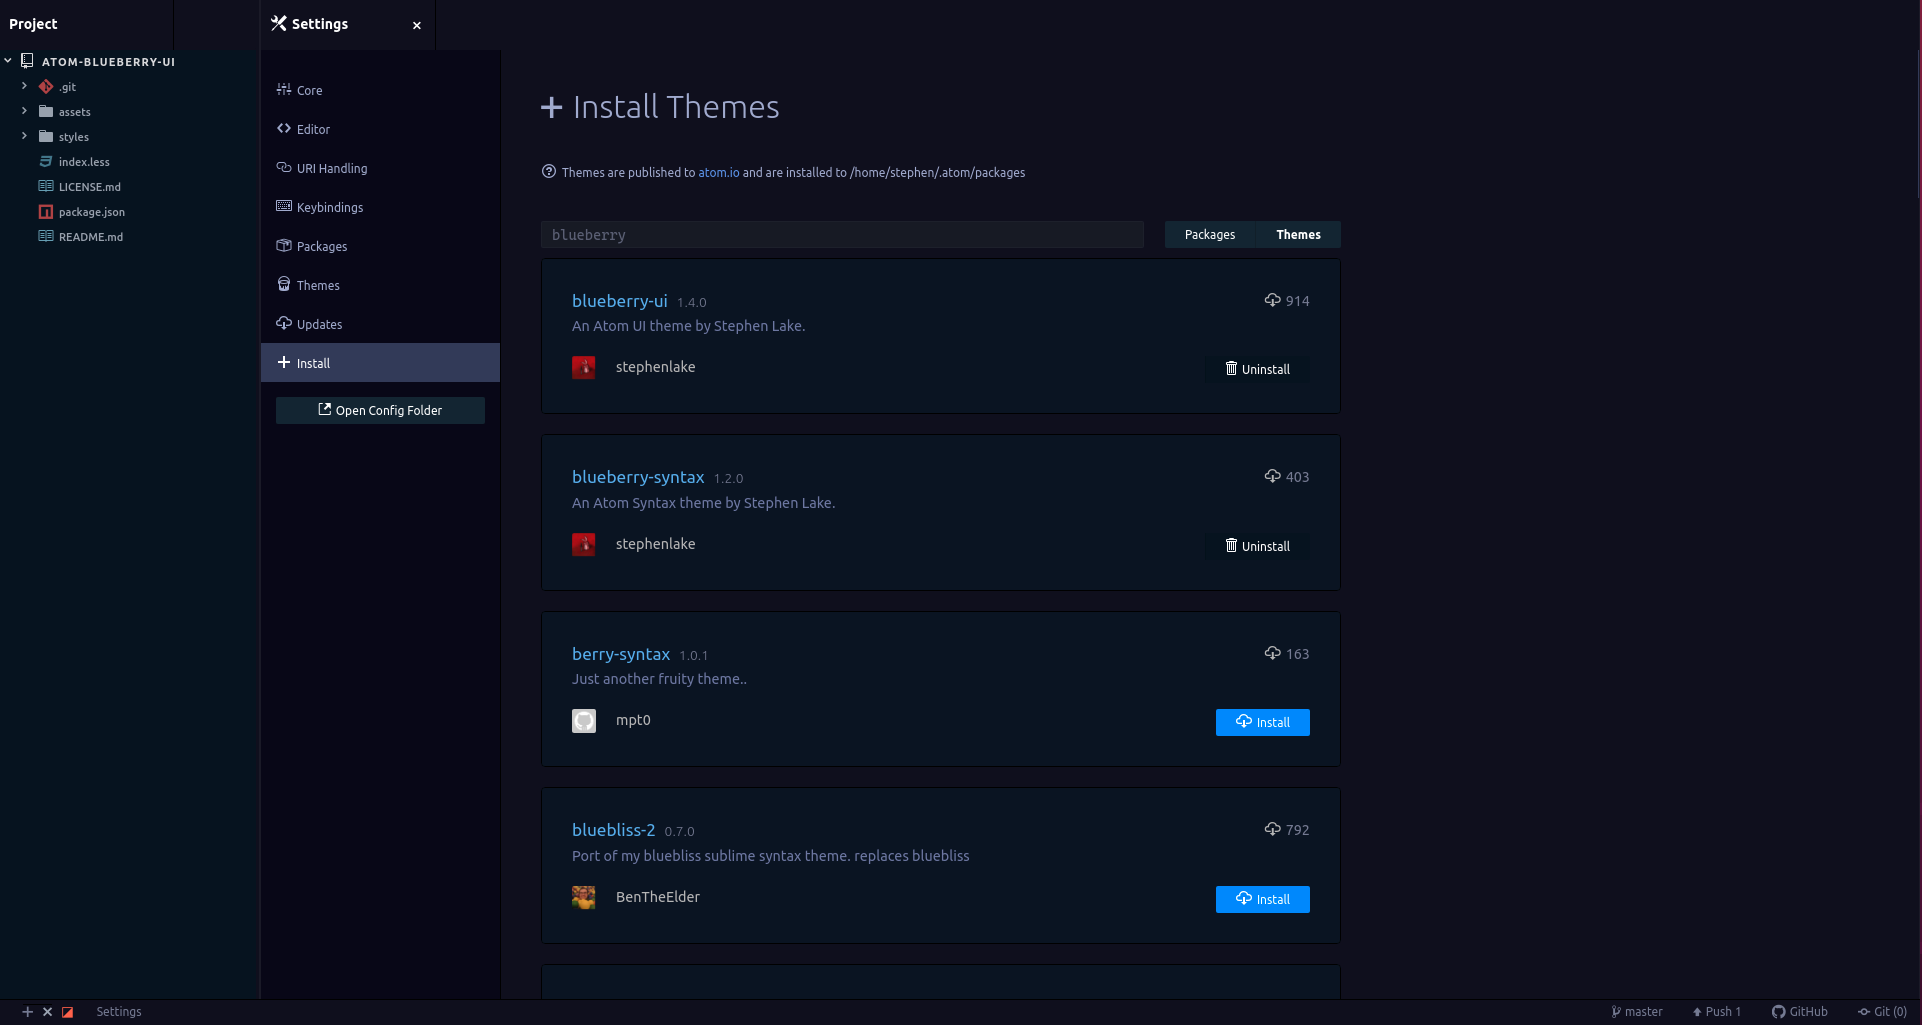 Project
Settings
ATOM-BLUEBERRY-UI
.git
assets
styles
index.less
LICENSE.md
package.json
README.md
Core
Editor
URI Handling
Keybindings
Packages
Themes
Updates
Install
Open Config Folder
Install Themes
Themes are published to atom.io and are installed to /home/stephen/.atom/packages
blueberry
Packages Themes
blueberry-ui 1.4.0 914
An Atom UI theme by Stephen Lake.
stephenlake Uninstall
blueberry-syntax 1.2.0 403
An Atom Syntax theme by Stephen Lake.
stephenlake Uninstall
berry-syntax 1.0.1 163
Just another fruity theme..
mpt0 Install
bluebliss-2 0.7.0 792
Port of my bluebliss sublime syntax theme. replaces bluebliss
BenTheElder Install
Settings master Push 1 GitHub Git (0)